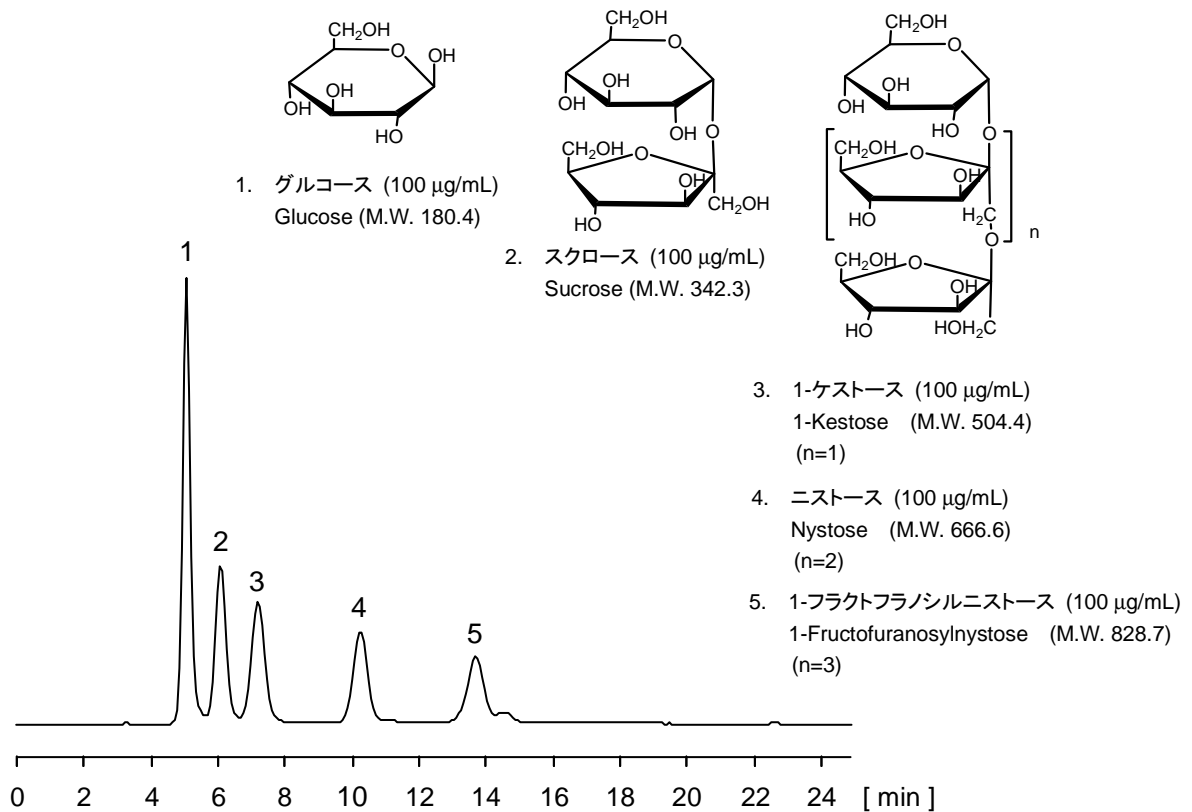 CH2OH
O
OH
OH
OH
HO
1. グルコース (100 μg/mL)
Glucose (M.W. 180.4)
CH2OH
O
OH
OH
OH
O
CH2OH
O
OH
HO
CH2OH
2. スクロース (100 μg/mL)
Sucrose (M.W. 342.3)
CH2OH
O
OH
OH
HO
O
CH2OH
O
OH
HO
H2C
n
O
CH2OH
O
OH
HO
HOH2C
3. 1-ケストース (100 μg/mL)
1-Kestose (M.W. 504.4)
(n=1)
4. ニストース (100 μg/mL)
Nystose (M.W. 666.6)
(n=2)
5. 1-フラクトフラノシルニストース (100 μg/mL)
1-Fructofuranosylnystose (M.W. 828.7)
(n=3)
1
2
3
4
5
0 2 4 6 8 10 12 14 16 18 20 22 24 [ min ]